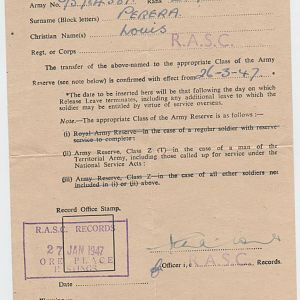 Army No. Rank
Surname (Block letters) PERERA
Christian Name(s) Louis
Regt. or Corps R.A.S.C.
The transfer of the above-named to the appropriate Class of the Army
Reserve (see note below) is confirmed with effect from *26-3-47.*
*The date to be inserted here will be that following the day on which
Release Leave terminates, including any additional leave to which the
soldier may be entitled by virtue of service overseas.
Note:—The appropriate Class of the Army Reserve is as follows :—
(i) Royal Army Reserve—in the case of a regular soldier with reserve
service to complete:
(ii) Army Reserve, Class Z (T)—in the case of a man of the
Territorial Army, including those called up for service under the
National Service Acts :
(iii) Army Reserve, Class Z—in the case of all other soldiers not
included in (i) or (ii) above.
Record Office Stamp.
R.A.S.C. RECORDS
27 JAN 1947
ORE PLACE
HASTINGS
Officer i/c R.A.S.C. Records.
Date